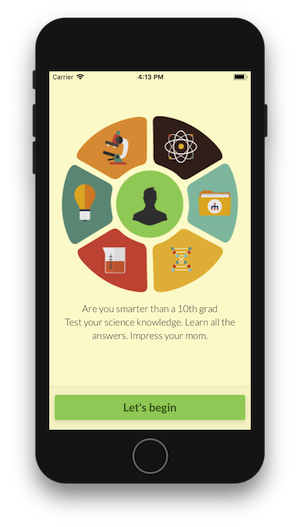 Carrier 4:13 PM
Are you smarter than a 10th grad
Test your science knowledge. Learn all the
answers. Impress your mom.
Let's begin